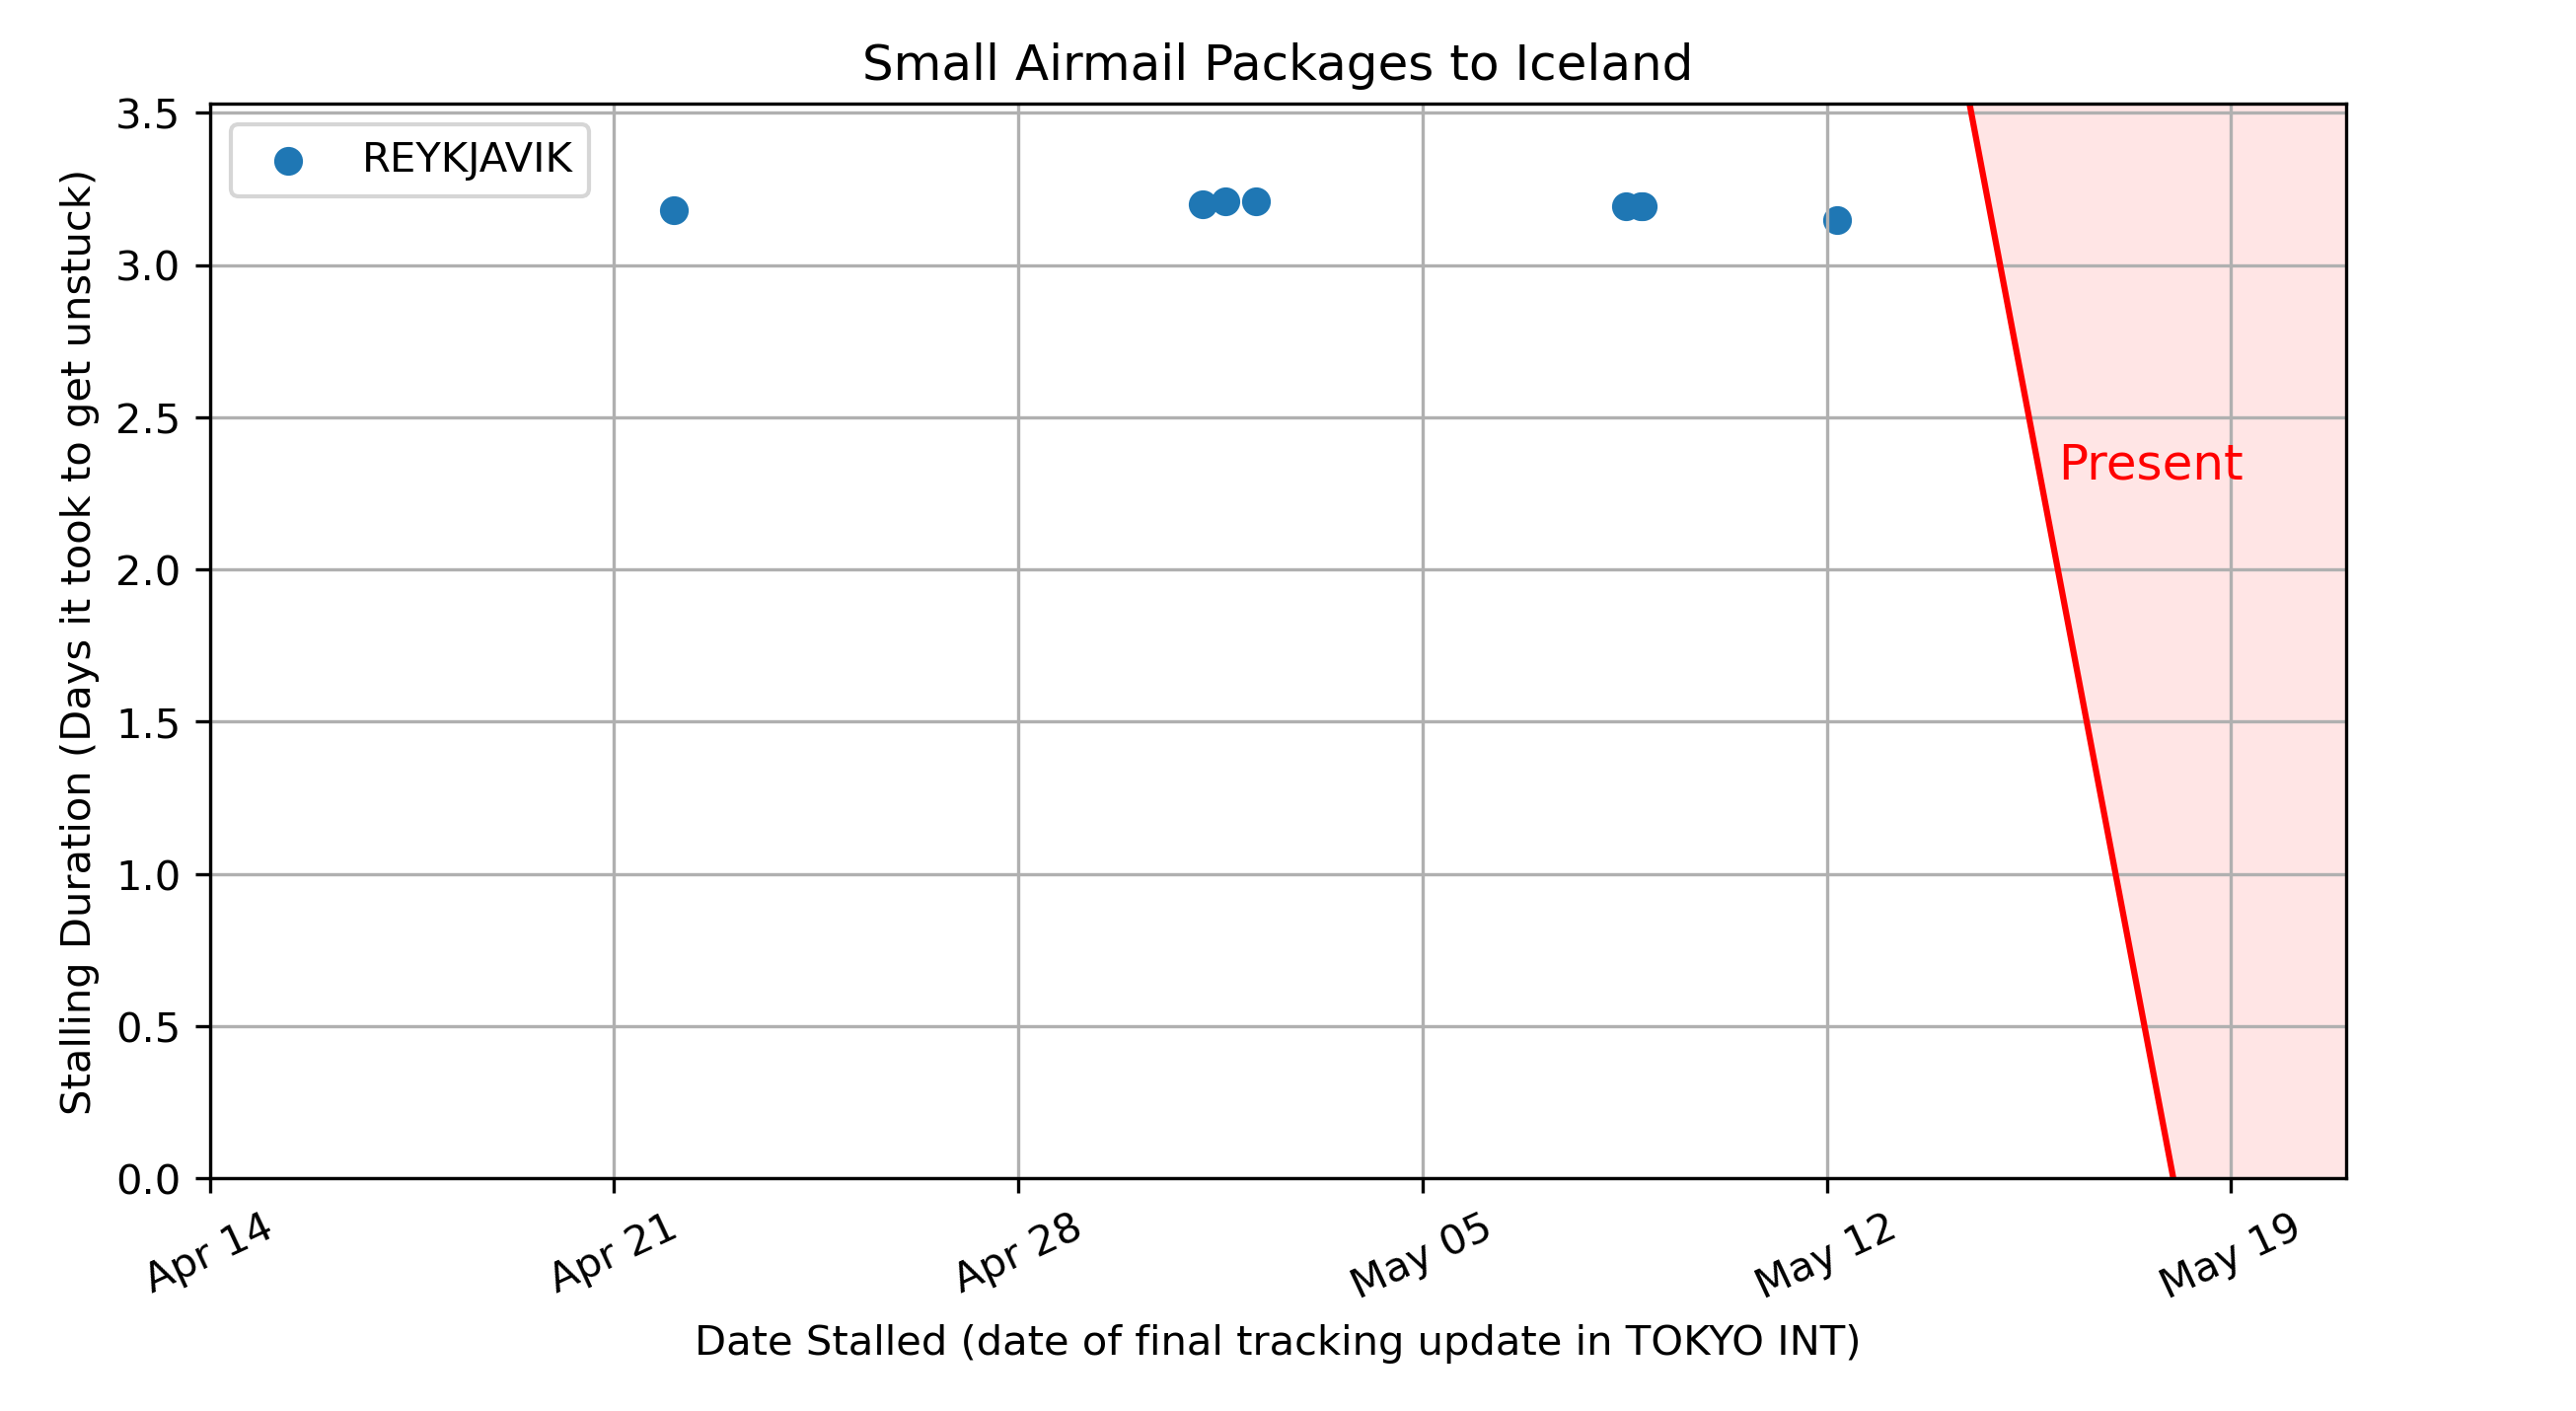 Small Airmail Packages to Iceland
REYKJAVIK
Stalling Duration (Days it took to get unstuck)
3.5
3.0
2.5
2.0
1.5
1.0
0.5
0.0
Present
Apr 14
Apr 21
Apr 28
May 05
May 12
May 19
Date Stalled (date of final tracking update in TOKYO INT)